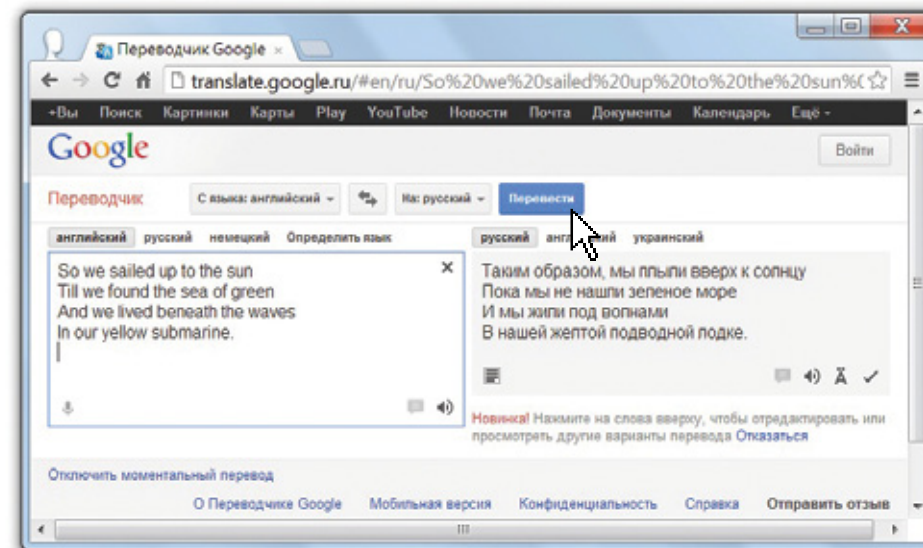 Переводчик Google ×
translate.google.ru/#en/ru/So%20we%20sailed%20up%20to%20the%20sun%
+Вы Поиск Картинки Карты Play YouTube Новости Почта Документы Календарь Ещё
Google Войти
Переводчик С языка: английский На: русский Перевести
английский русский немецкий Определить язык русский украинский
So we sailed up to the sun
Till we found the sea of green
And we lived beneath the waves
In our yellow submarine.
Таким образом, мы плыли вверх к солнцу
Пока мы не нашли зеленое море
И мы жили под волнами
В нашей желтой подводной лодке.
Ä
Новинка! Нажмите на слова вверху, чтобы отредактировать или
просмотреть другие варианты перевода Отказаться
Отключить моментальный перевод
О Переводчике Google Мобильная версия Конфиденциальность Справка Отправить отзыв